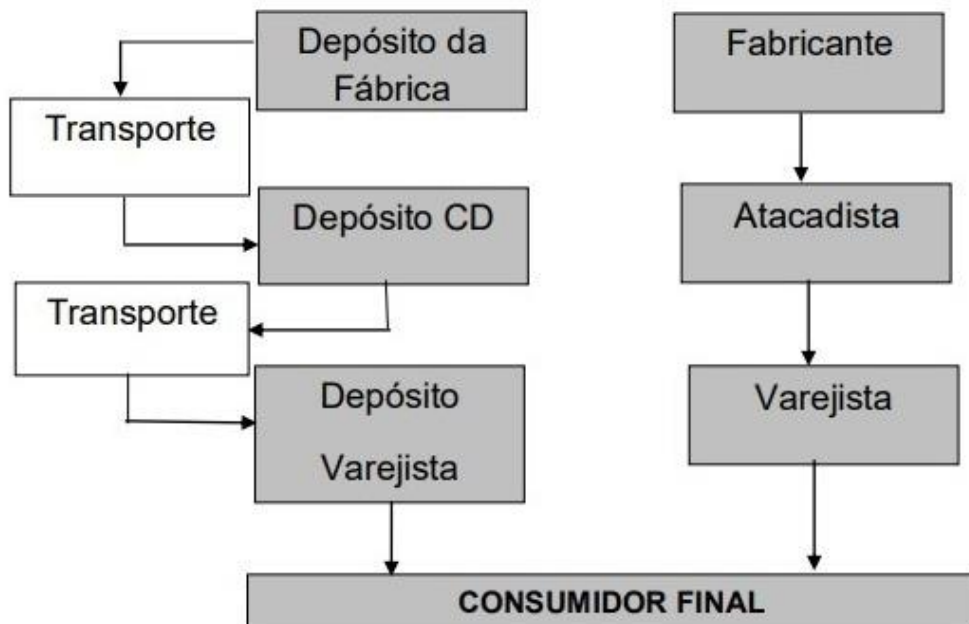 Depósito da
Fábrica
Transporte
Depósito CD
Transporte
Depósito
Varejista
Fabricante
Atacadista
Varejista
CONSUMIDOR FINAL